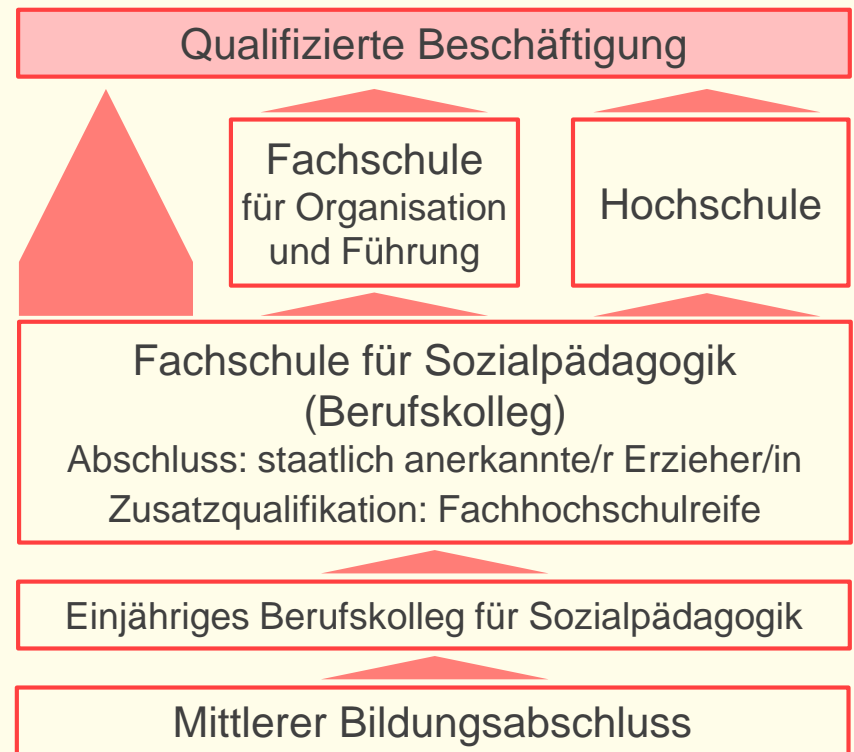 Qualifizierte Beschäftigung
Fachschule
für Organisation
und Führung
Hochschule
Fachschule für Sozialpädagogik
(Berufskolleg)
Abschluss: staatlich anerkannte/r Erzieher/in
Zusatzqualifikation: Fachhochschulreife
Einjähriges Berufskolleg für Sozialpädagogik
Mittlerer Bildungsabschluss